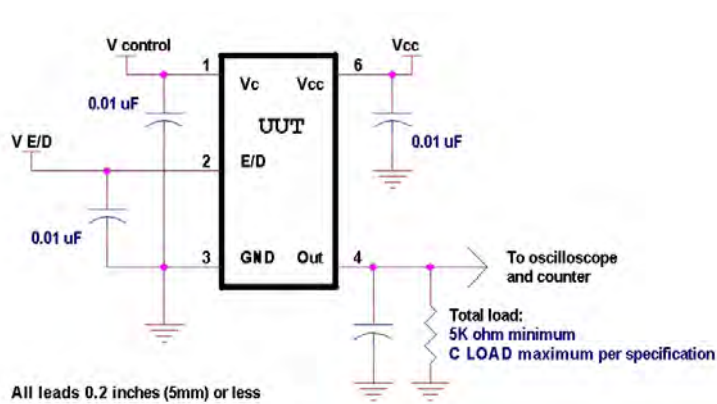 V control
Vcc
1
6
Vc
Vcc
0.01 uF
UUT
0.01 uF
V E/D
2
E/D
0.01 uF
3
GND
Out
4
To oscilloscope
and counter
Total load:
5K ohm minimum
C LOAD maximum per specification
All leads 0.2 inches (5mm) or less